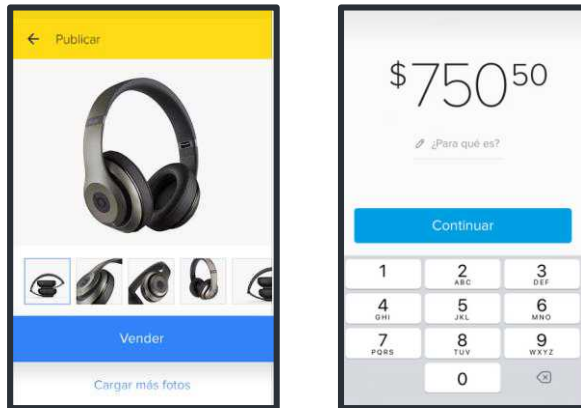 ← Publicar
Vender
Cargar más fotos
$75050
¿Para qué es?
Continuar
1 2 3
ABC DEF
4 5 6
GHI JKL MNO
7 8 9
PQRS TUV WXYZ
0